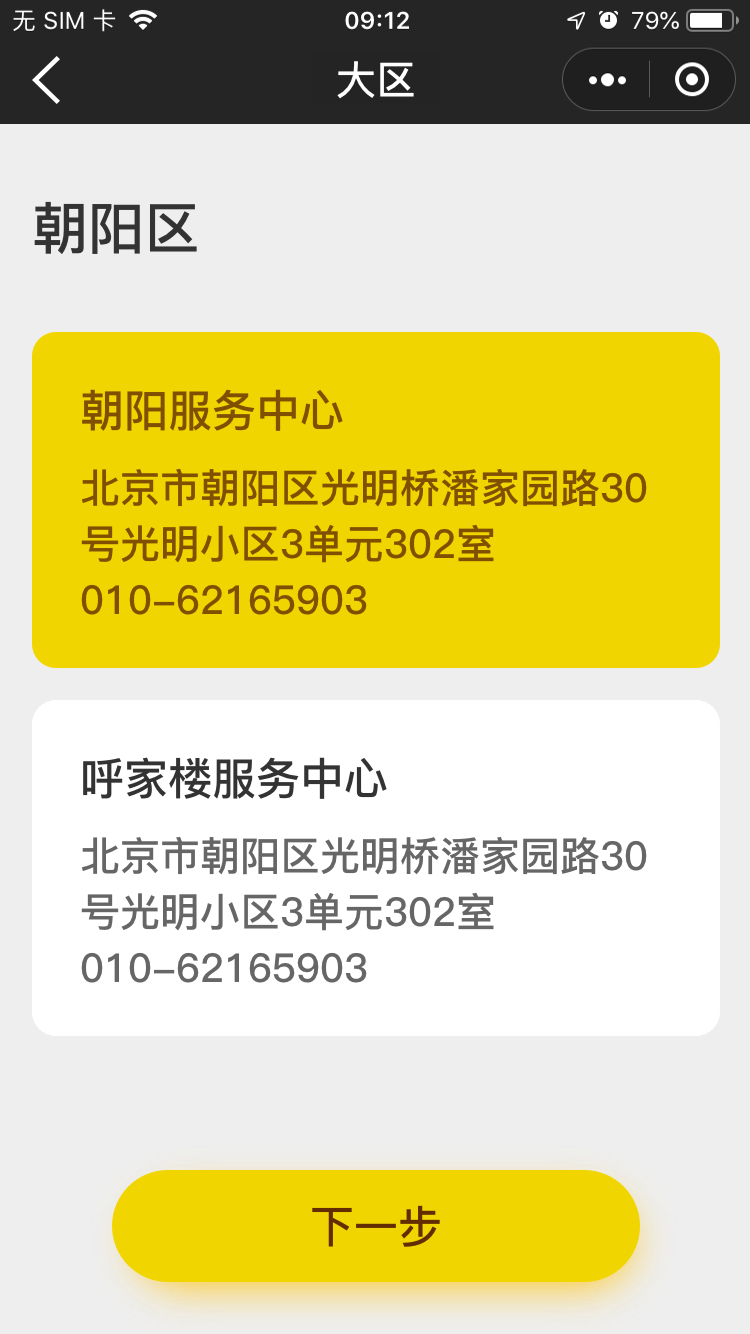 无 SIM 卡
09:12
79%
大区
朝阳区
朝阳服务中心
北京市朝阳区光明桥潘家园路30
号光明小区3单元302室
010-62165903
呼家楼服务中心
北京市朝阳区光明桥潘家园路30
号光明小区3单元302室
010-62165903
下一步